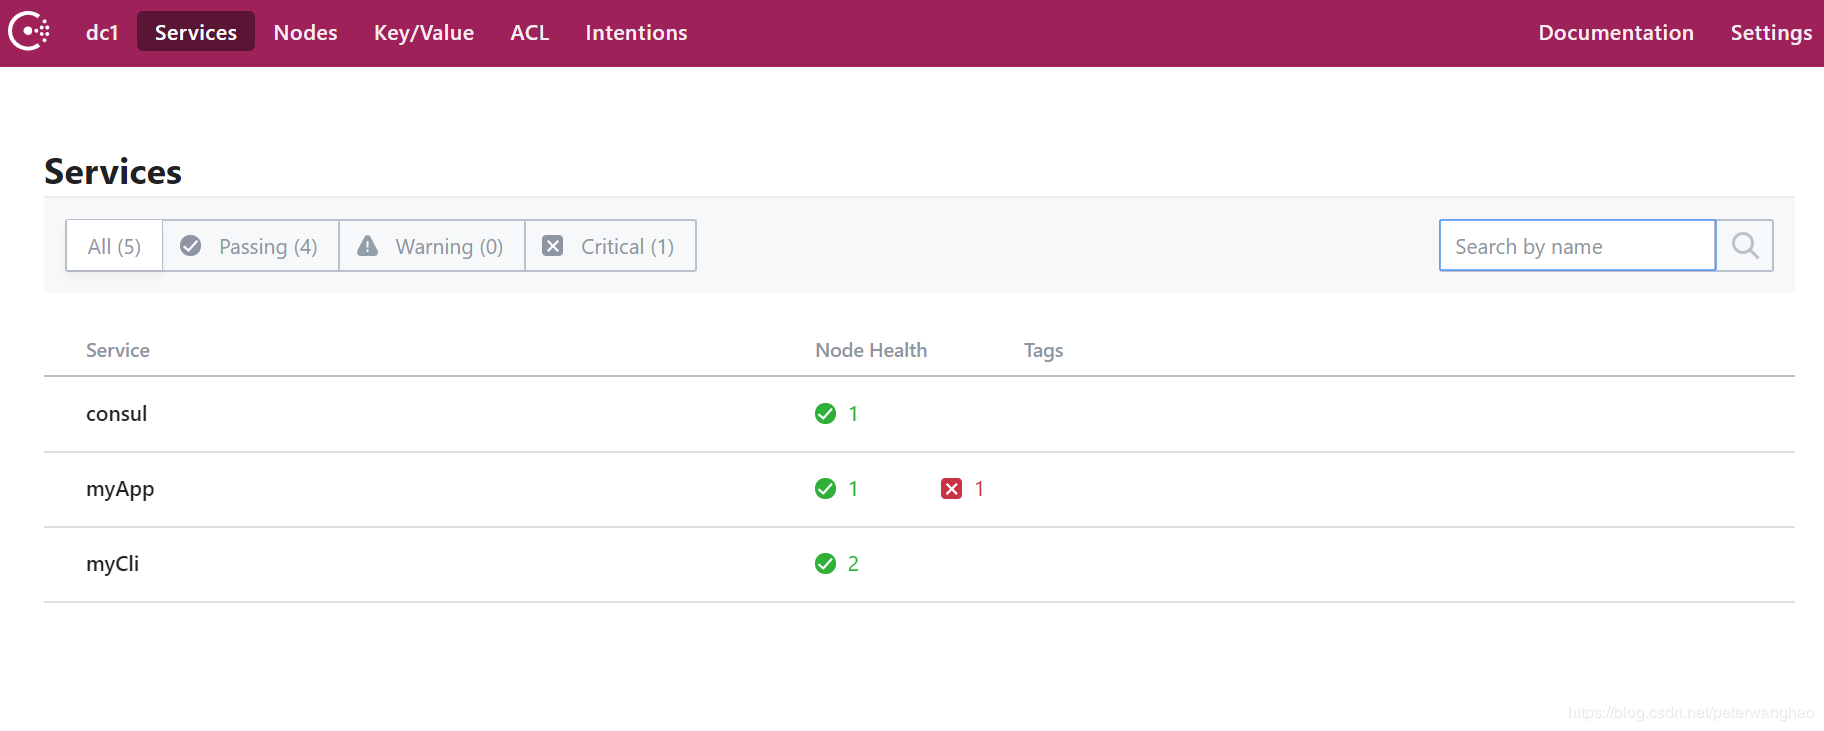 dc1 Services Nodes Key/Value ACL Intentions Documentation Settings
Services
All (5) Passing (4) Warning (0) Critical (1) Search by name
Service Node Health Tags
consul 1
myApp 1 1
myCli 2
https://blog.csdn.net/peterwanghao